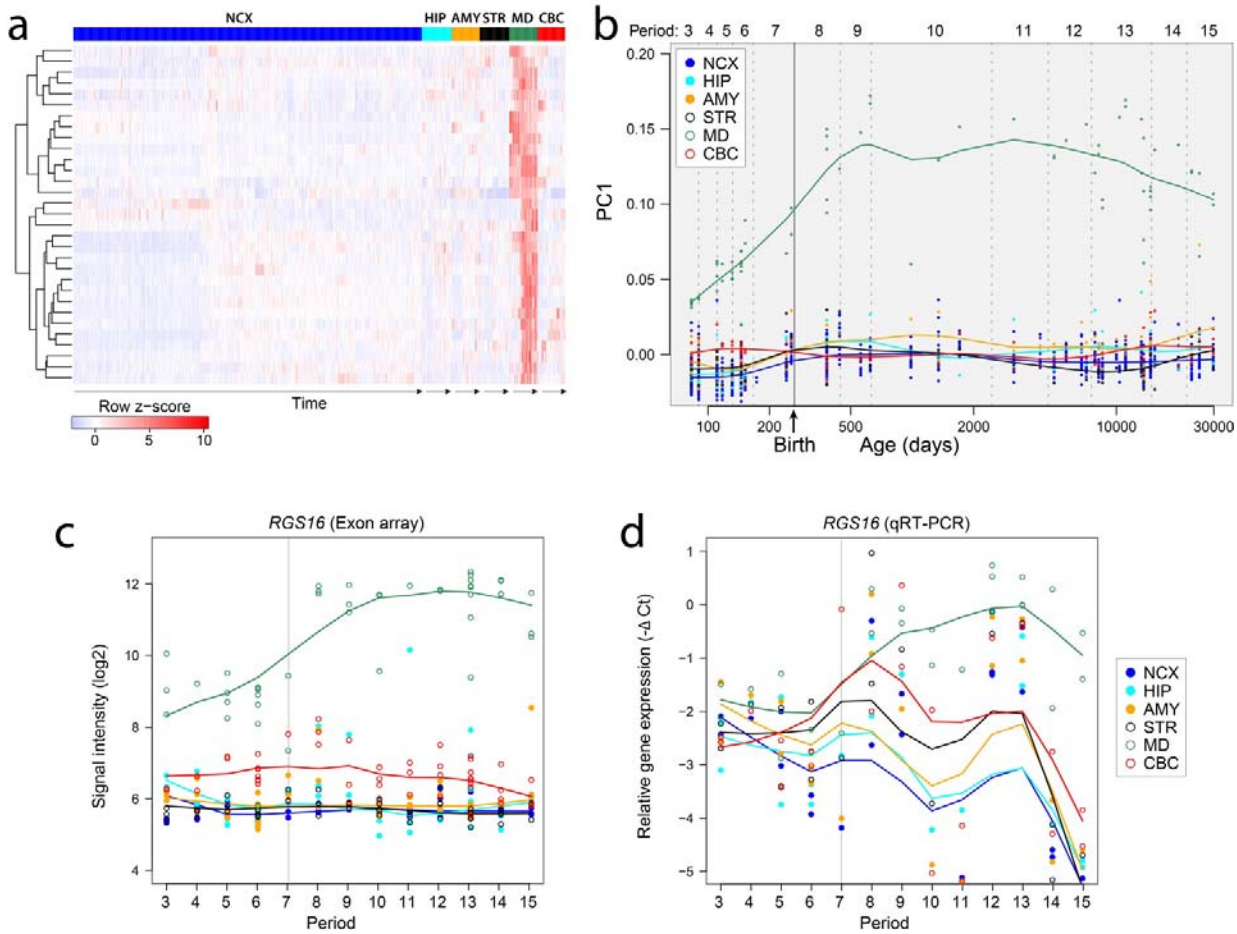 a
NCX HIP AMY STR MD CBC
Time
Row z-score
0 5 10
b
Period: 3 4 5 6 7 8 9 10 11 12 13 14 15
0.20
0.15
0.10
0.05
0.00
PC1
NCX
HIP
AMY
STR
MD
CBC
100 200 500 2000 10000 30000
Birth Age (days)
c
RGS16 (Exon array)
Signal intensity (log2)
12
10
8
6
4
3 4 5 6 7 8 9 10 11 12 13 14 15
Period
d
RGS16 (qRT-PCR)
Relative gene expression (-Δ Ct)
1
0
−1
−2
−3
−4
−5
3 4 5 6 7 8 9 10 11 12 13 14 15
Period
NCX
HIP
AMY
STR
MD
CBC